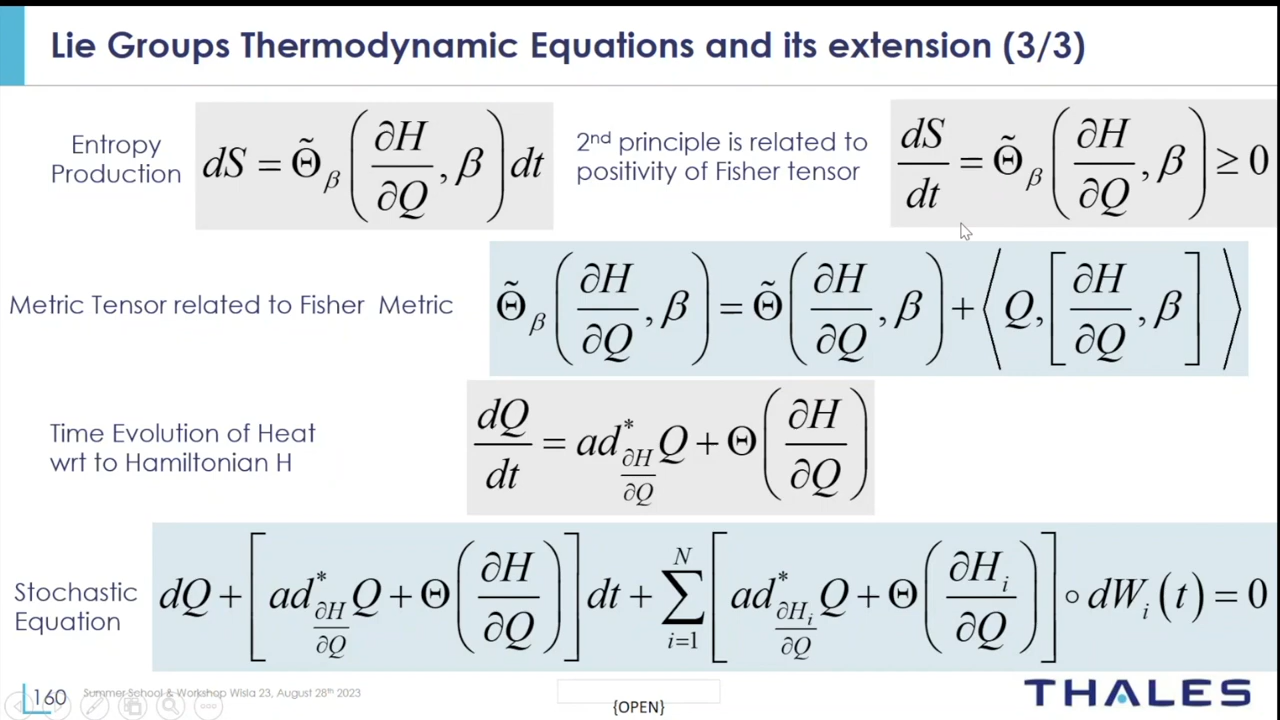 Lie Groups Thermodynamic Equations and its extension (3/3)
Entropy
Production
dS = Θ̃_β (∂H/∂Q, β) dt
2nd principle is related to
positivity of Fisher tensor
dS/dt = Θ̃_β (∂H/∂Q, β) ≥ 0
Metric Tensor related to Fisher Metric
Θ̃_β (∂H/∂Q, β) = Θ̃ (∂H/∂Q, β) + ⟨Q, [∂H/∂Q, β]⟩
Time Evolution of Heat
wrt to Hamiltonian H
dQ/dt = ad*_{∂H/∂Q} Q + Θ (∂H/∂Q)
Stochastic
Equation
dQ + [ad*_{∂H/∂Q} Q + Θ (∂H/∂Q)] dt + ∑_{i=1}^{N} [ad*_{∂H_i/∂Q} Q + Θ (∂H_i/∂Q)] ∘ dW_i (t) = 0
160
Summer School & Workshop Wisla 23, August 28th 2023
{OPEN}
THALES